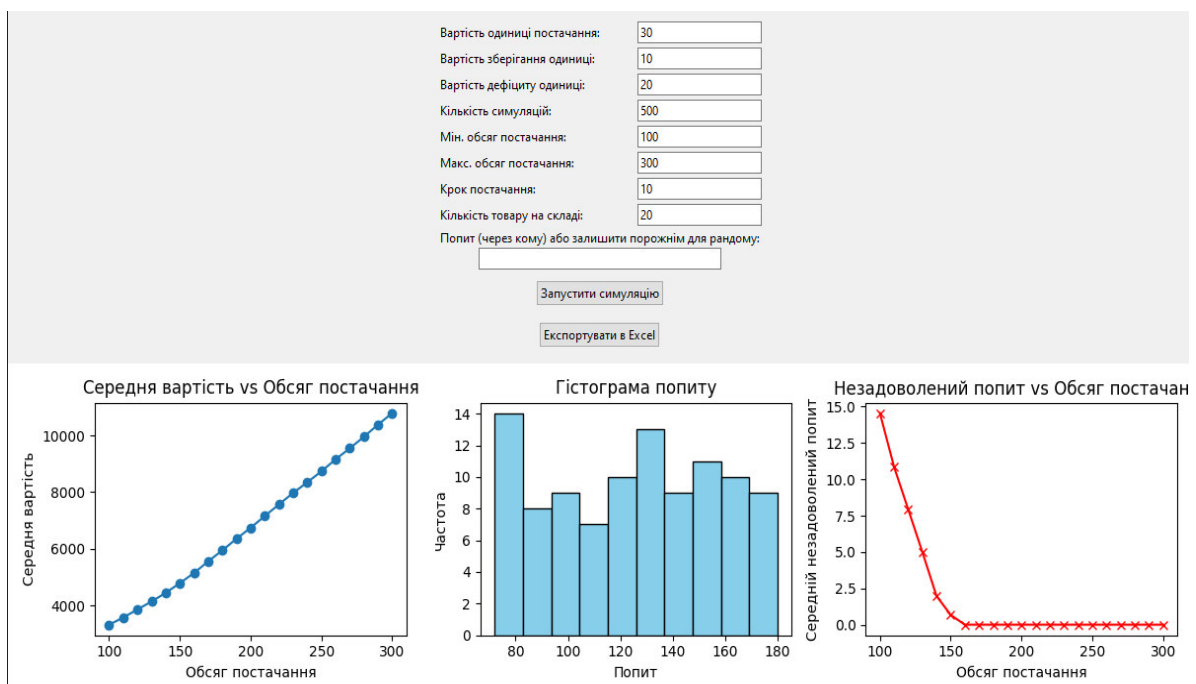 Вартість одиниці постачання: 30
Вартість зберігання одиниці: 10
Вартість дефіциту одиниці: 20
Кількість симуляцій: 500
Мін. обсяг постачання: 100
Макс. обсяг постачання: 300
Крок постачання: 10
Кількість товару на складі: 20
Попит (через кому) або залишити порожнім для рандому:
Запустити симуляцію
Експортувати в Excel
Середня вартість vs Обсяг постачання
Середня вартість
10000
8000
6000
4000
100 150 200 250 300
Обсяг постачання
Гістограма попиту
Частота
14
12
10
8
6
4
2
0
80 100 120 140 160 180
Попит
Незадоволений попит vs Обсяг постачан
Середній незадоволений попит
15.0
12.5
10.0
7.5
5.0
2.5
0.0
100 150 200 250 300
Обсяг постачання